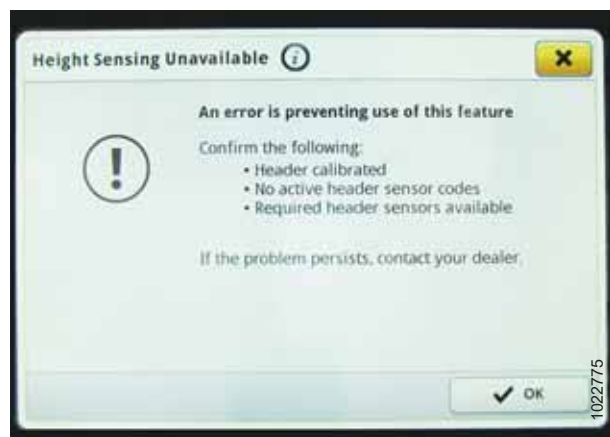 Height Sensing Unavailable
An error is preventing use of this feature
Confirm the following:
• Header calibrated
• No active header sensor codes
• Required header sensors available
If the problem persists, contact your dealer.
OK
1022775